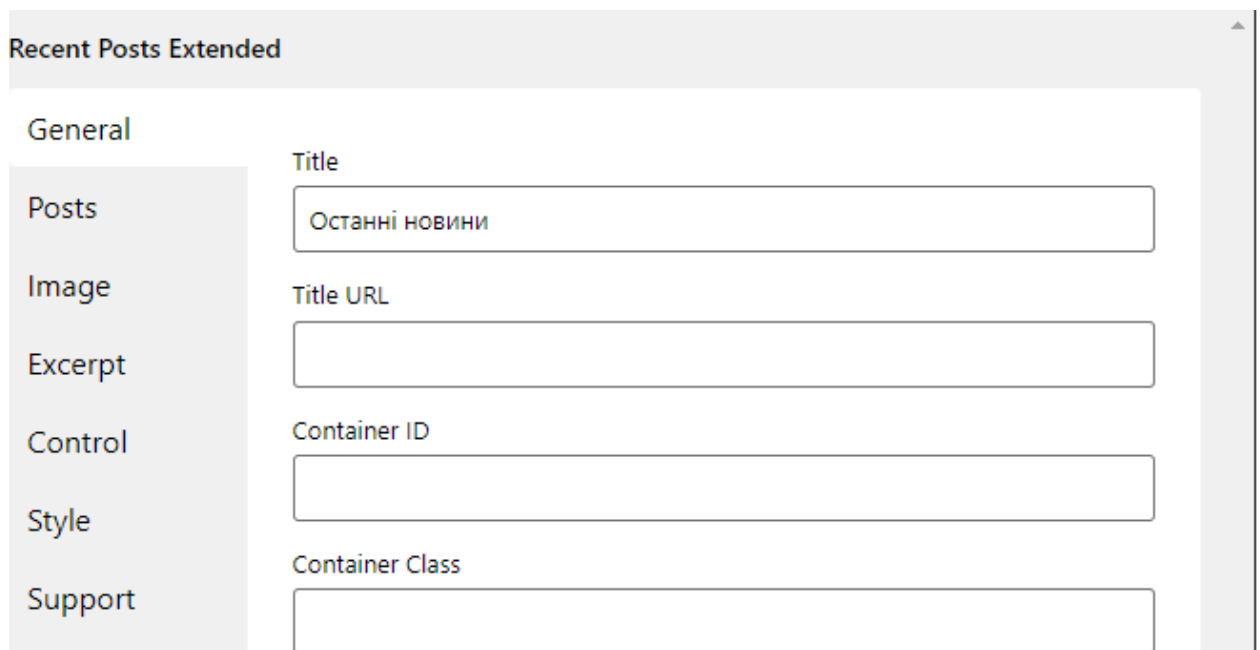 Recent Posts Extended
General
Posts
Image
Excerpt
Control
Style
Support
Title
Останні новини
Title URL
Container ID
Container Class